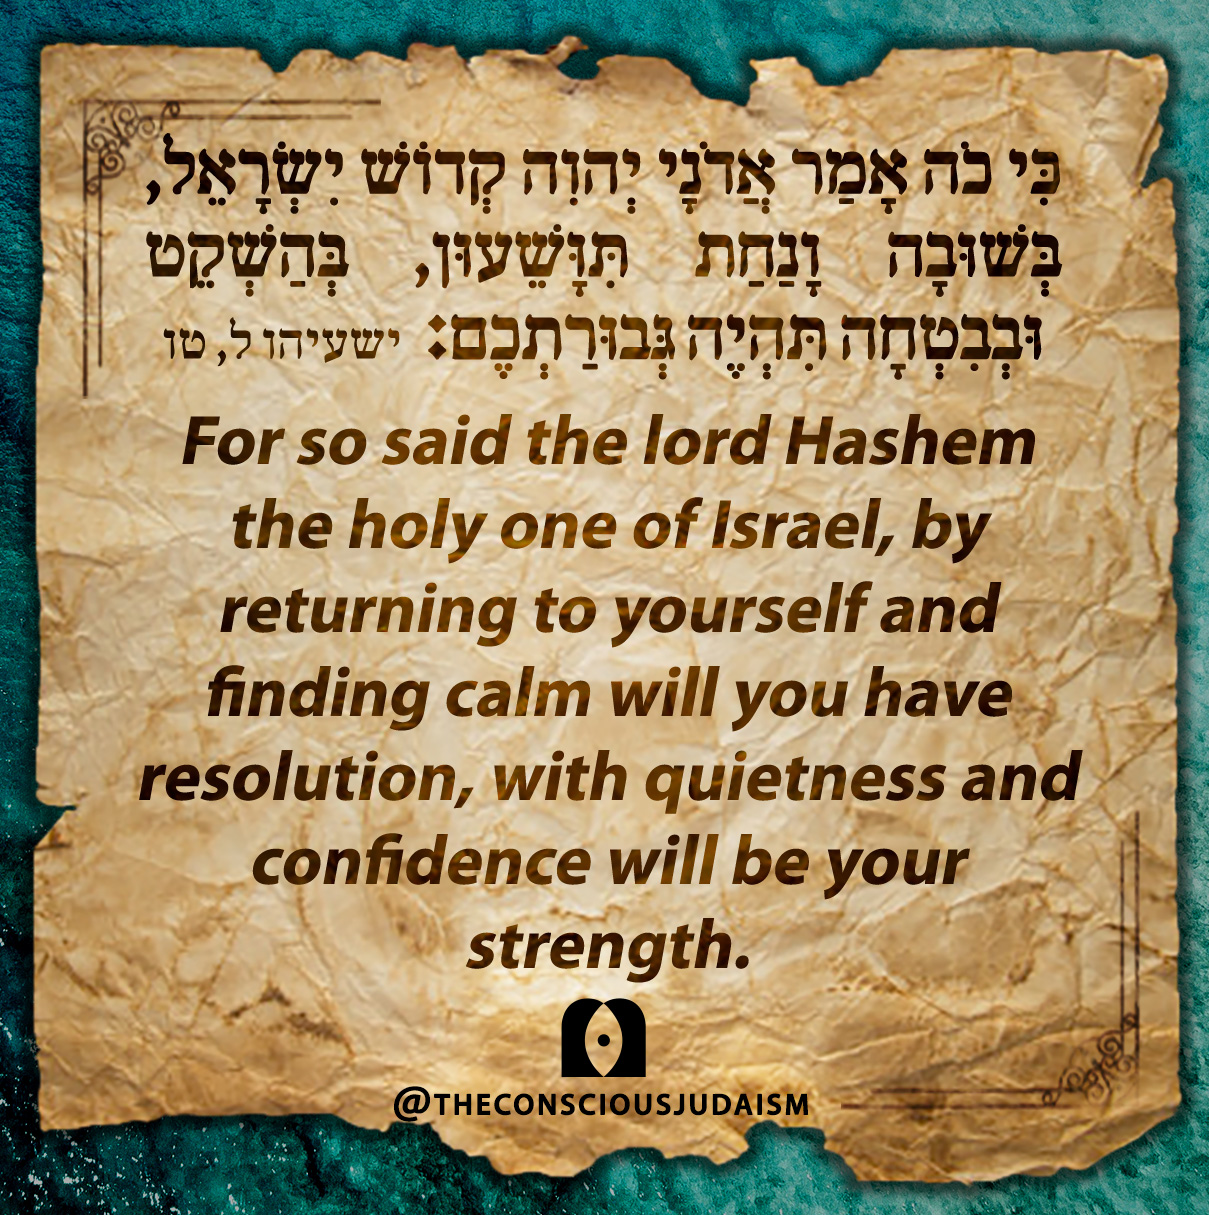 כִּי כֹה אָמַר אֲדֹנָי יְהוִה קְדוֹשׁ יִשְׂרָאֵל,
בְּשׁוּבָה וָנַחַת תִּוָּשֵׁעוּן, בְּהַשְׁקֵט
וּבְבִטְחָה תִּהְיֶה גְּבוּרַתְכֶם: ישעיהו ל, טו
For so said the lord Hashem
the holy one of Israel, by
returning to yourself and
finding calm will you have
resolution, with quietness and
confidence will be your
strength.
@THECONSCIOUSJUDAISM